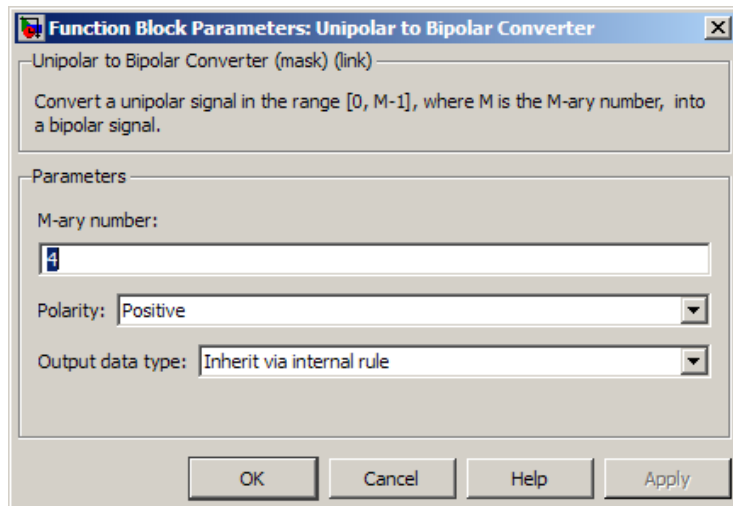 Function Block Parameters: Unipolar to Bipolar Converter
Unipolar to Bipolar Converter (mask) (link)
Convert a unipolar signal in the range [0, M-1], where M is the M-ary number, into
a bipolar signal.
Parameters
M-ary number:
4
Polarity: Positive
Output data type: Inherit via internal rule
OK Cancel Help Apply